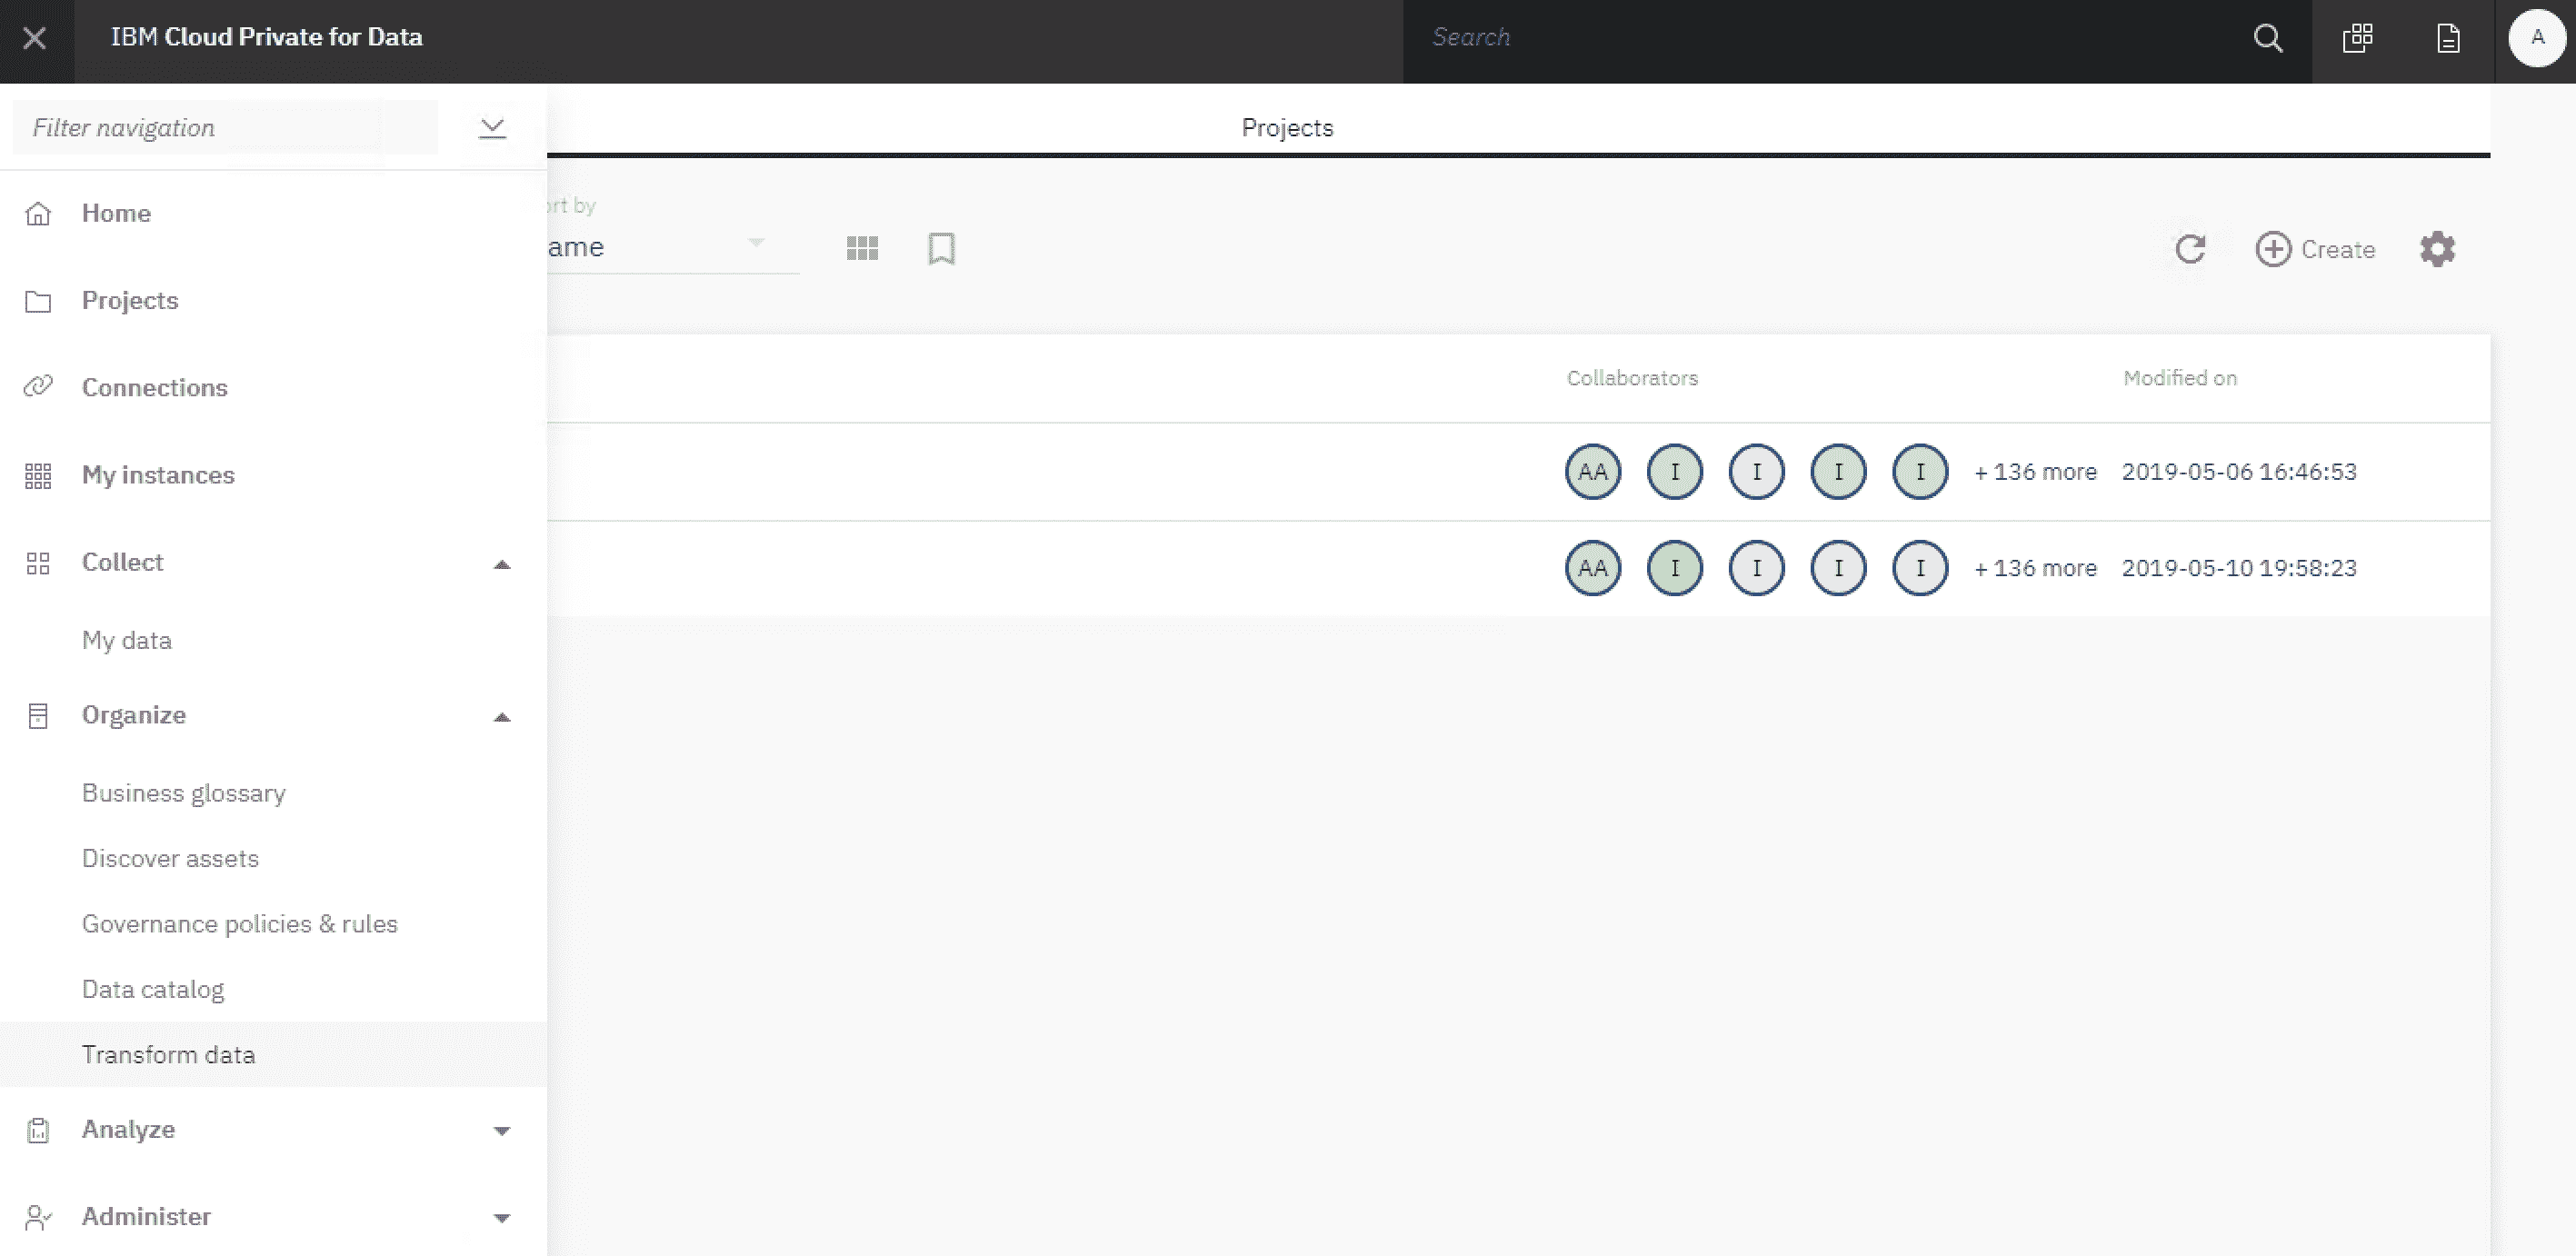 IBM Cloud Private for Data
Search
A
Filter navigation
Projects
Home
Projects
Connections
My instances
Collect
My data
Organize
Business glossary
Discover assets
Governance policies & rules
Data catalog
Transform data
Analyze
Administer
ort by
ame
Create
Collaborators Modified on
AA I I I I + 136 more 2019-05-06 16:46:53
AA I I I I + 136 more 2019-05-10 19:58:23